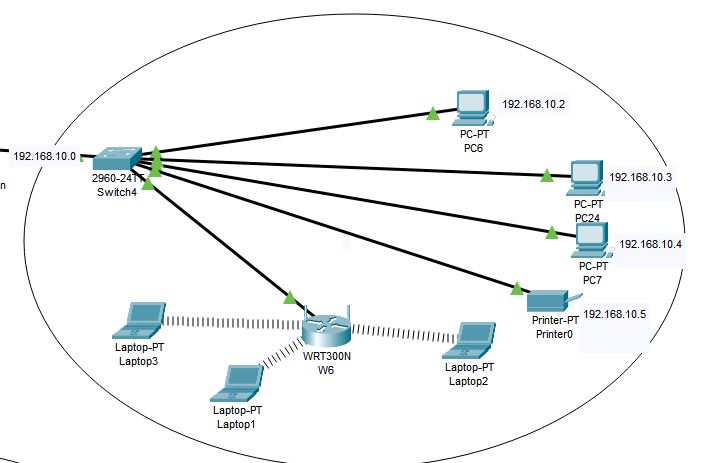 192.168.10.2
PC-PT
PC6
192.168.10.0
2960-24TT
Switch4
n
192.168.10.3
PC-PT
PC24
192.168.10.4
PC-PT
PC7
192.168.10.5
Printer-PT
Printer0
Laptop-PT
Laptop3
WRT300N
W6
Laptop-PT
Laptop2
Laptop-PT
Laptop1